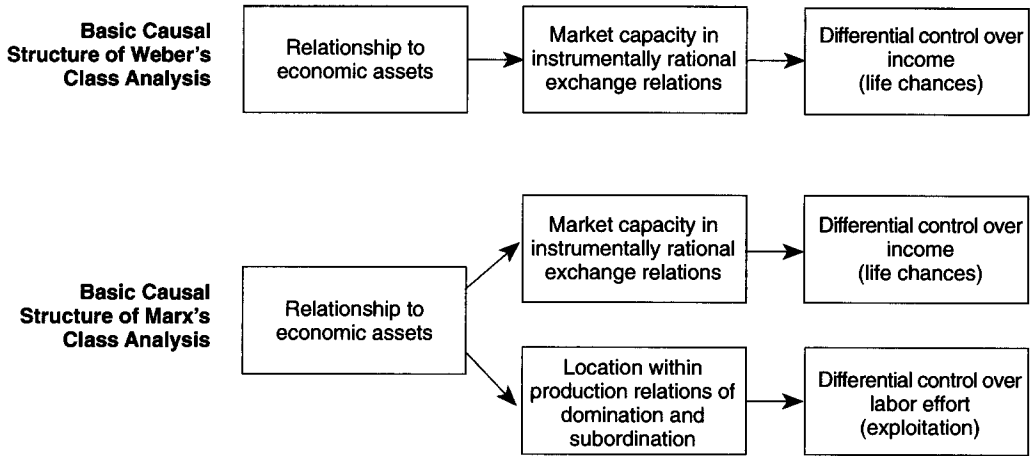 Basic Causal
Structure of Weber's
Class Analysis
Relationship to
economic assets
Market capacity in
instrumentally rational
exchange relations
Differential control over
income
(life chances)
Basic Causal
Structure of Marx's
Class Analysis
Relationship to
economic assets
Market capacity in
instrumentally rational
exchange relations
Differential control over
income
(life chances)
Location within
production relations of
domination and
subordination
Differential control over
labor effort
(exploitation)